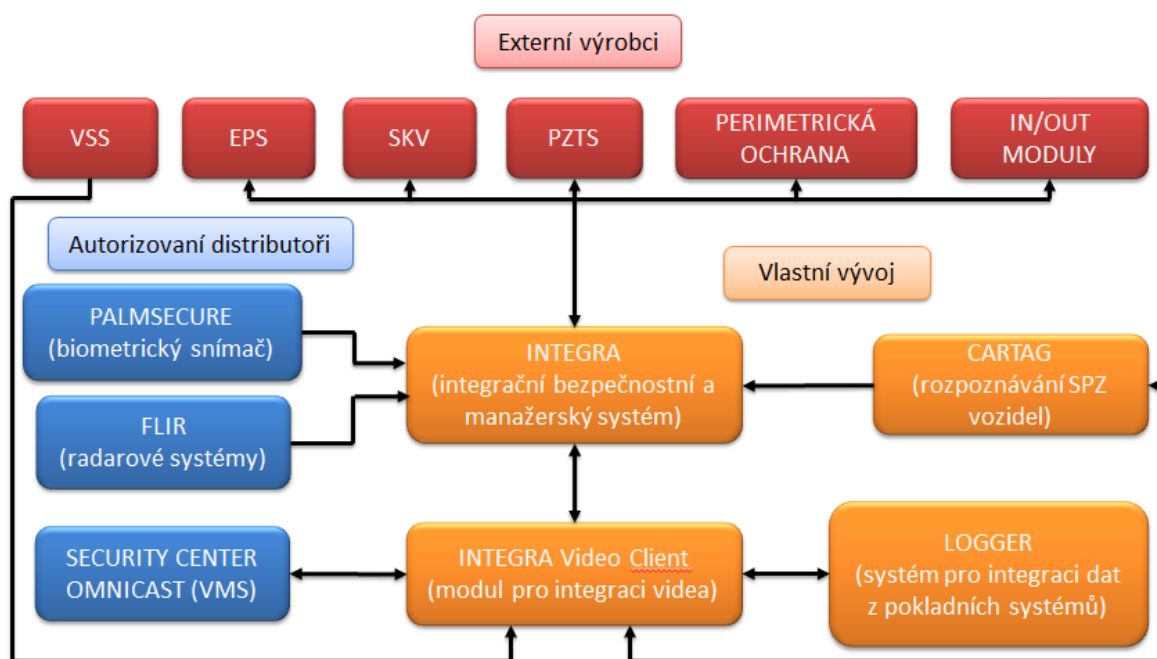 Externí výrobci
VSS
EPS
SKV
PZTS
PERIMETRICKÁ
OCHRANA
IN/OUT
MODULY
Autorizovaní distributoři
Vlastní vývoj
PALMSECURE
(biometrický snímač)
INTEGRA
(integrační bezpečnostní a
manažerský systém)
CARTAG
(rozpoznávání SPZ
vozidel)
FLIR
(radarové systémy)
SECURITY CENTER
OMNICAST (VMS)
INTEGRA Video Client
(modul pro integraci videa)
LOGGER
(systém pro integraci dat
z pokladních systémů)